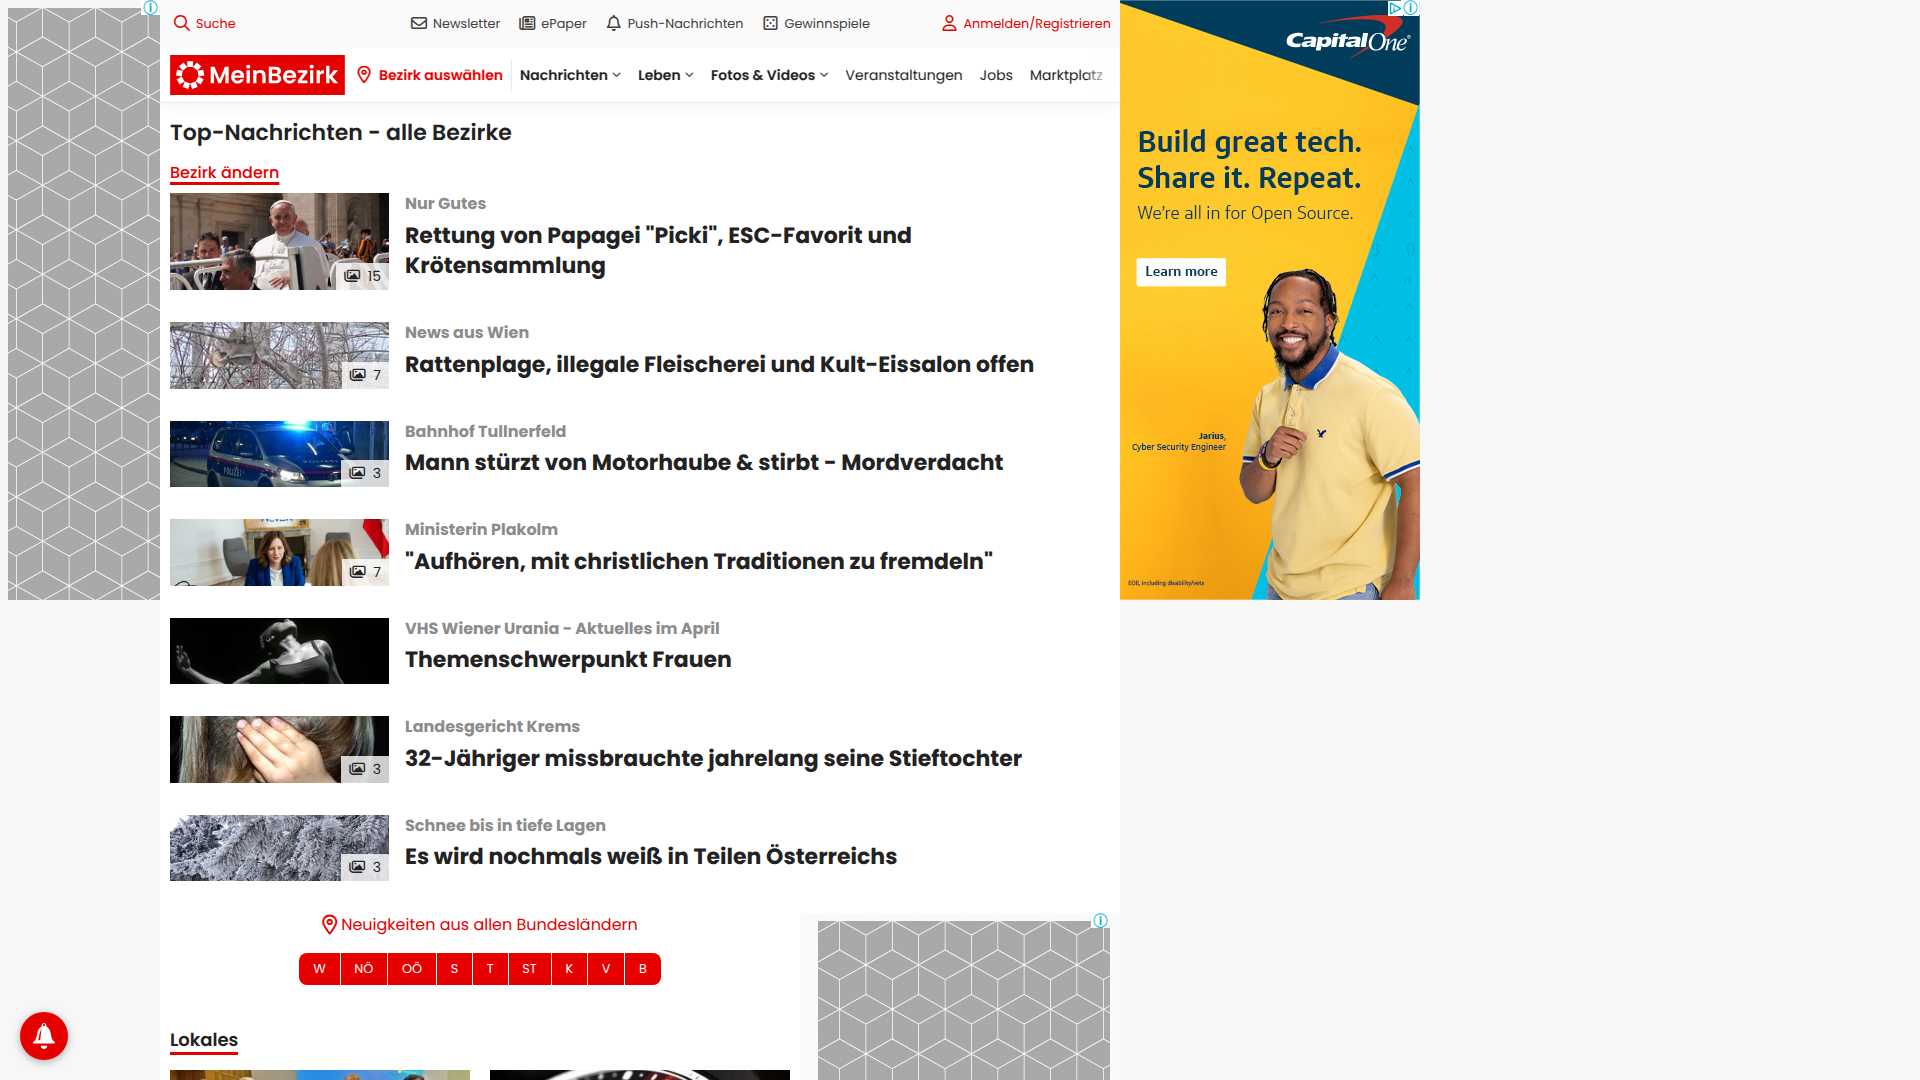 Suche
Newsletter
ePaper
Push-Nachrichten
Gewinnspiele
Anmelden/Registrieren
MeinBezirk
Bezirk auswählen
Nachrichten
Leben
Fotos & Videos
Veranstaltungen
Jobs
Marktplatz
Top-Nachrichten - alle Bezirke
Bezirk ändern
15
Nur Gutes
Rettung von Papagei "Picki", ESC-Favorit und
Krötensammlung
7
News aus Wien
Rattenplage, illegale Fleischerei und Kult-Eissalon offen
POLIZEI
3
Bahnhof Tullnerfeld
Mann stürzt von Motorhaube & stirbt - Mordverdacht
7
Ministerin Plakolm
"Aufhören, mit christlichen Traditionen zu fremdeln"
VHS Wiener Urania - Aktuelles im April
Themenschwerpunkt Frauen
3
Landesgericht Krems
32-Jähriger missbrauchte jahrelang seine Stieftochter
3
Schnee bis in tiefe Lagen
Es wird nochmals weiß in Teilen Österreichs
Neuigkeiten aus allen Bundesländern
W
NÖ
OÖ
S
T
ST
K
V
B
Lokales
CapitalOne
Build great tech.
Share it. Repeat.
We're all in for Open Source.
Learn more
Jarius,
Cyber Security Engineer
EOE, including disability/vets